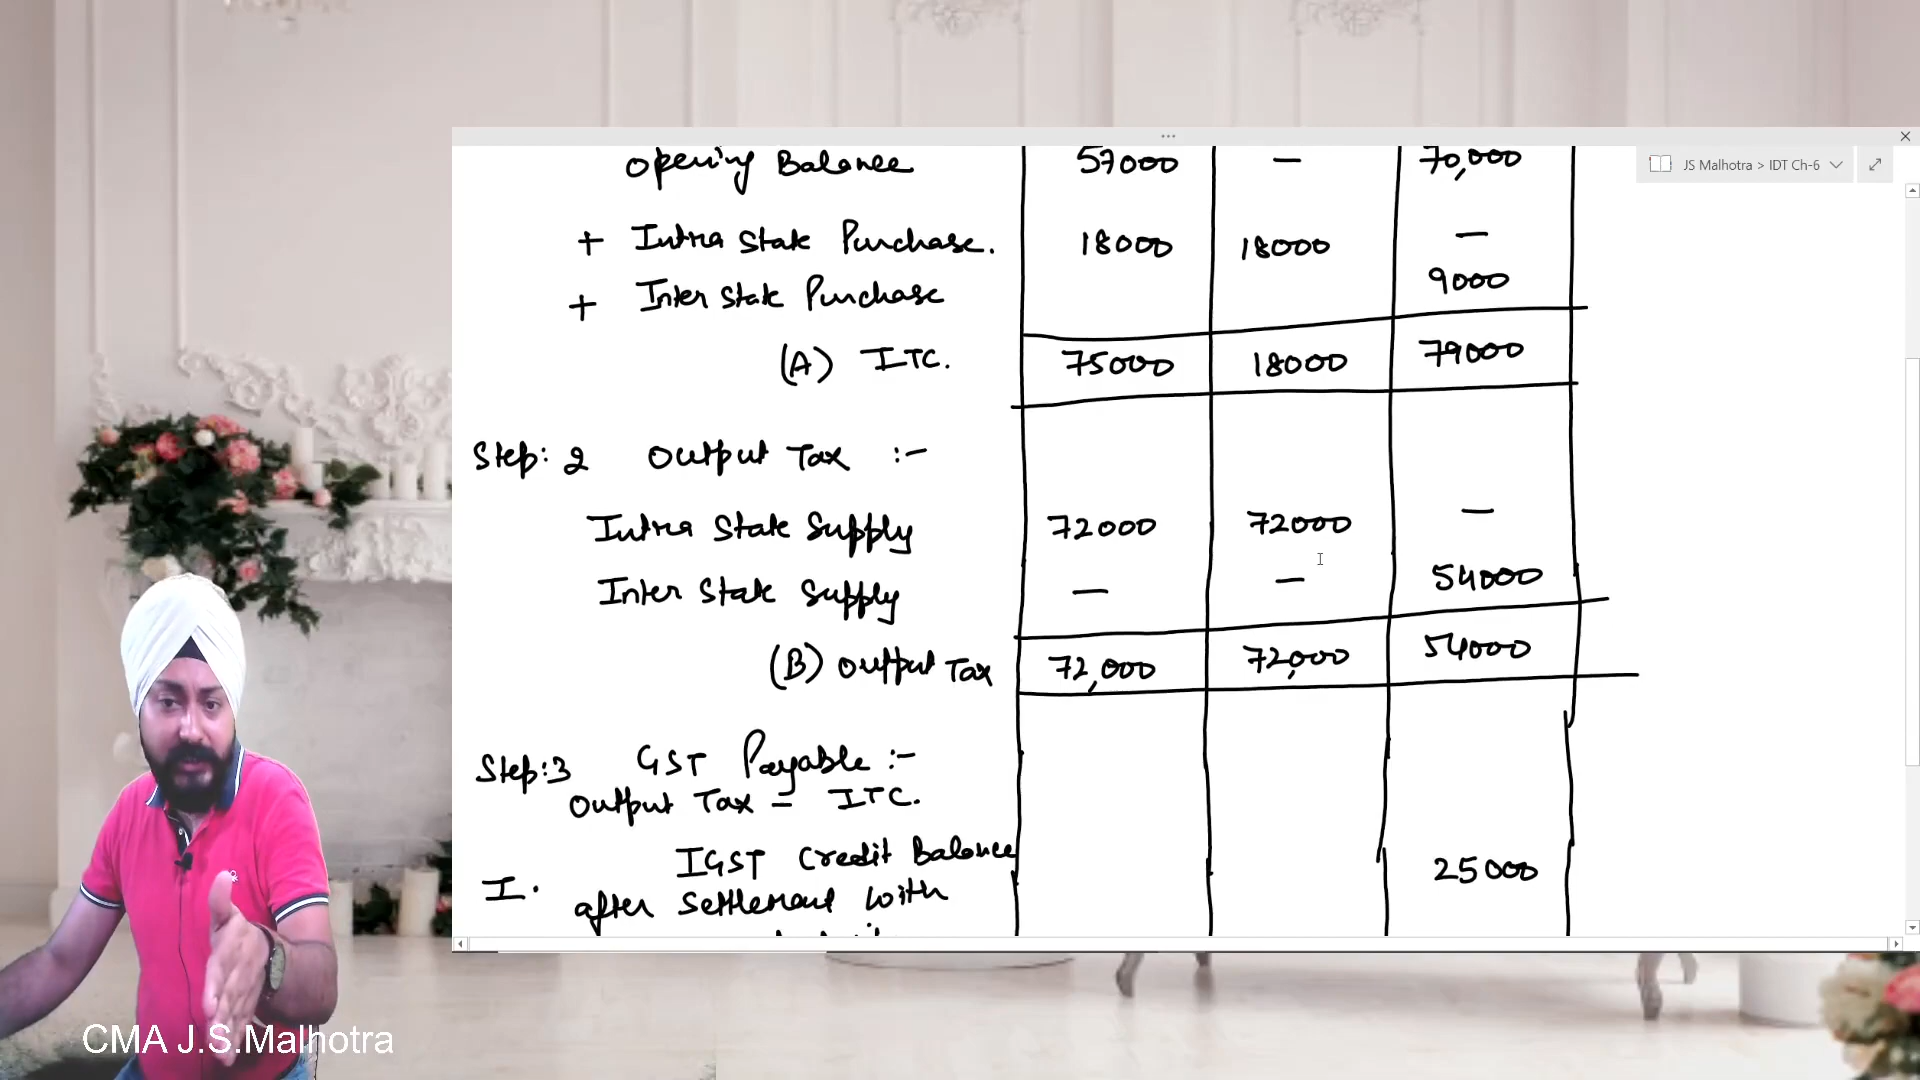 JS Malhotra > IDT Ch-6
Opening Balance 57000 — 70,000
+ Intra State Purchase. 18000 18000 —
+ Inter State Purchase 9000
(A) ITC. 75000 18000 79000
Step: 2 Output Tax :-
Intra State Supply 72000 72000 —
Inter State Supply — — 54000
(B) Output Tax 72,000 72,000 54000
Step:3 GST Payable :-
Output Tax - ITC.
I. IGST Credit Balance 25000
after Settlement with
CMA J.S.Malhotra